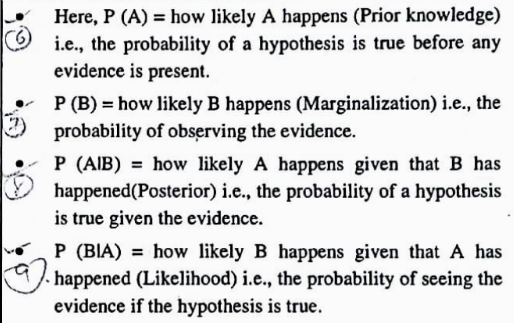 Here, P (A) = how likely A happens (Prior knowledge)
6 i.e., the probability of a hypothesis is true before any
evidence is present.
P (B) = how likely B happens (Marginalization) i.e., the
7 probability of observing the evidence.
P (A|B) = how likely A happens given that B has
happened(Posterior) i.e., the probability of a hypothesis
is true given the evidence.
P (B|A) = how likely B happens given that A has
9 happened (Likelihood) i.e., the probability of seeing the
evidence if the hypothesis is true.